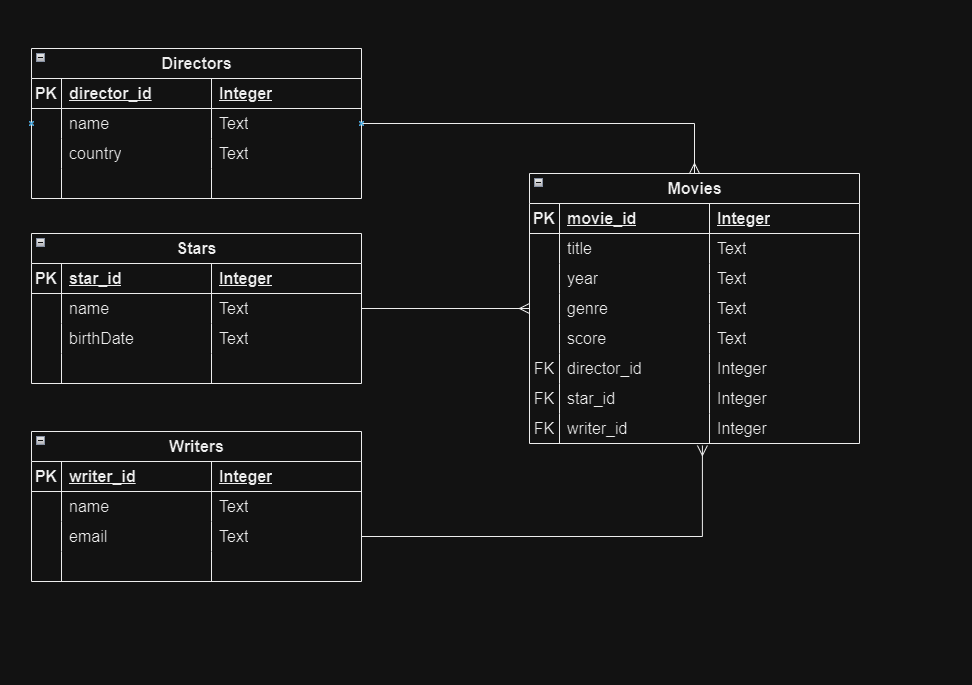 Directors
PK director_id Integer
name Text
country Text
Stars
PK star_id Integer
name Text
birthDate Text
Writers
PK writer_id Integer
name Text
email Text
Movies
PK movie_id Integer
title Text
year Text
genre Text
score Text
FK director_id Integer
FK star_id Integer
FK writer_id Integer